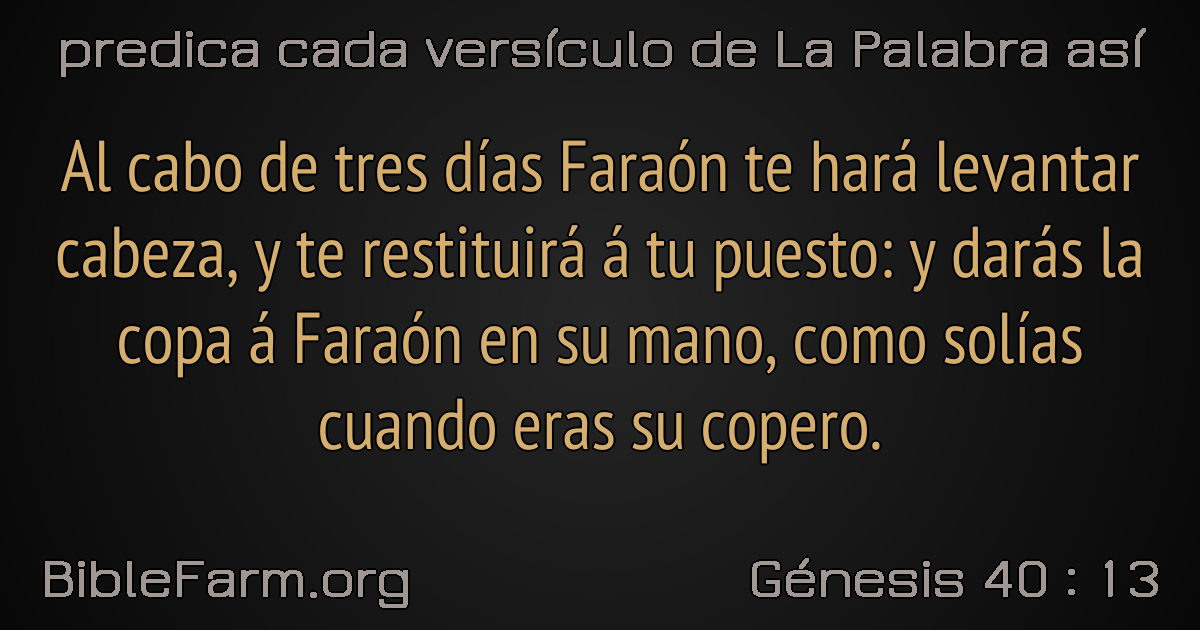 predica cada versículo de La Palabra así
Al cabo de tres días Faraón te hará levantar
cabeza, y te restituirá á tu puesto: y darás la
copa á Faraón en su mano, como solías
cuando eras su copero.
BibleFarm.org
Génesis 40 : 13